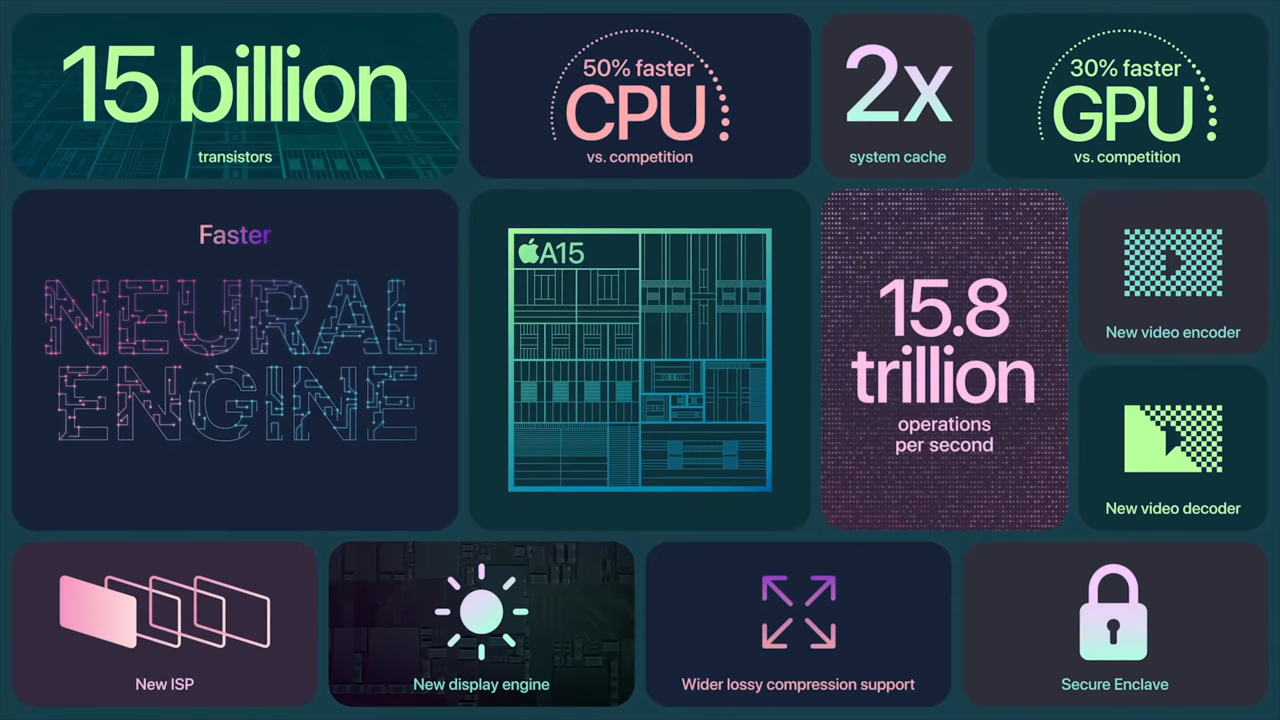 15 billion
transistors
50% faster
CPU
vs. competition
2x
system cache
30% faster
GPU
vs. competition
Faster
NEURAL
ENGINE
A15
15.8
trillion
operations
per second
New video encoder
New video decoder
New ISP
New display engine
Wider lossy compression support
Secure Enclave